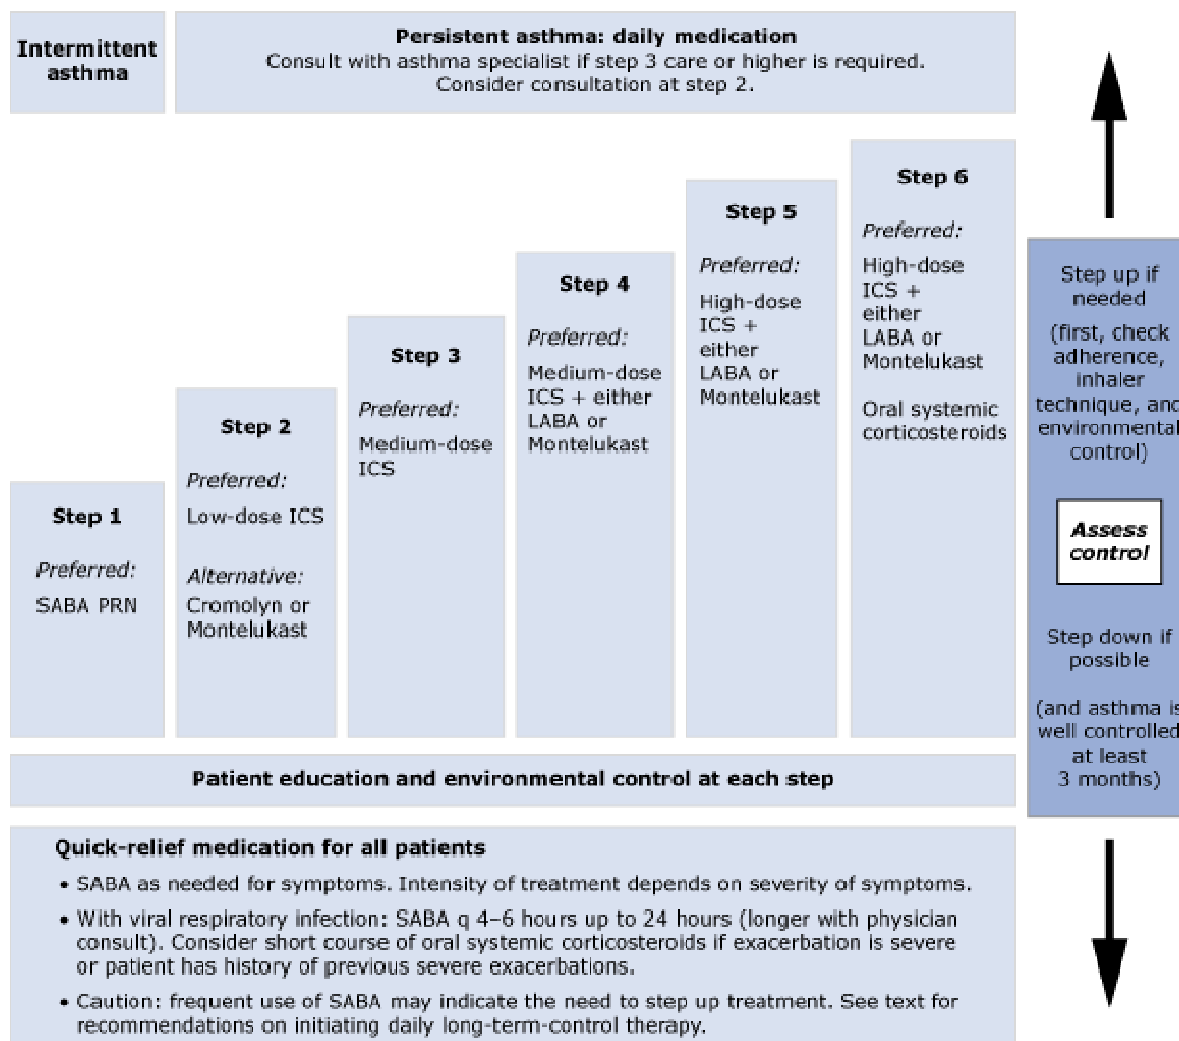 Intermittent
asthma
Persistent asthma: daily medication
Consult with asthma specialist if step 3 care or higher is required.
Consider consultation at step 2.
Step 1
Preferred:
SABA PRN
Step 2
Preferred:
Low-dose ICS
Alternative:
Cromolyn or
Montelukast
Step 3
Preferred:
Medium-dose
ICS
Step 4
Preferred:
Medium-dose
ICS + either
LABA or
Montelukast
Step 5
Preferred:
High-dose
ICS +
either
LABA or
Montelukast
Step 6
Preferred:
High-dose
ICS +
either
LABA or
Montelukast
Oral systemic
corticosteroids
Step up if
needed
(first, check
adherence,
inhaler
technique, and
environmental
control)
Assess
control
Step down if
possible
(and asthma is
well controlled
at least
3 months)
Patient education and environmental control at each step
Quick-relief medication for all patients
• SABA as needed for symptoms. Intensity of treatment depends on severity of symptoms.
• With viral respiratory infection: SABA q 4–6 hours up to 24 hours (longer with physician
consult). Consider short course of oral systemic corticosteroids if exacerbation is severe
or patient has history of previous severe exacerbations.
• Caution: frequent use of SABA may indicate the need to step up treatment. See text for
recommendations on initiating daily long-term-control therapy.